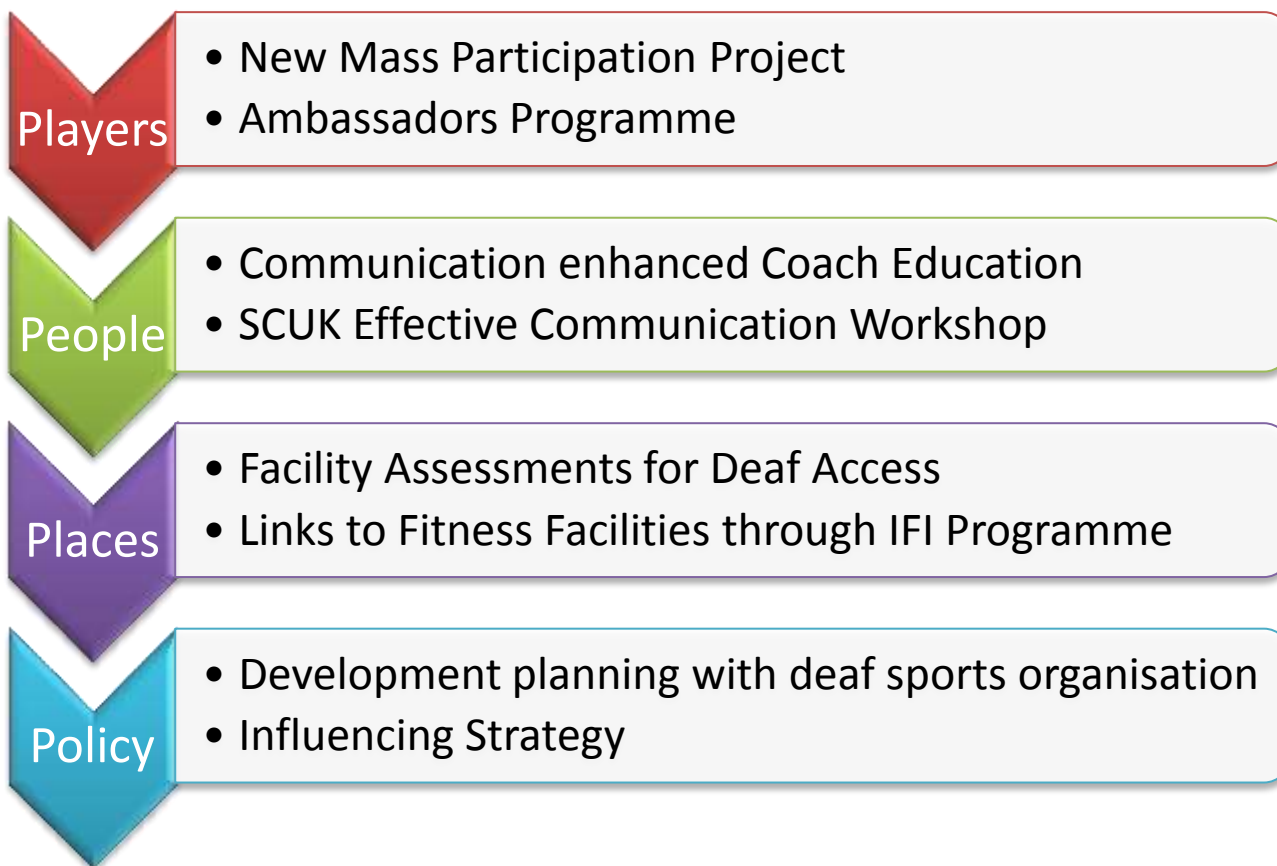 Players
• New Mass Participation Project
• Ambassadors Programme
People
• Communication enhanced Coach Education
• SCUK Effective Communication Workshop
Places
• Facility Assessments for Deaf Access
• Links to Fitness Facilities through IFI Programme
Policy
• Development planning with deaf sports organisation
• Influencing Strategy